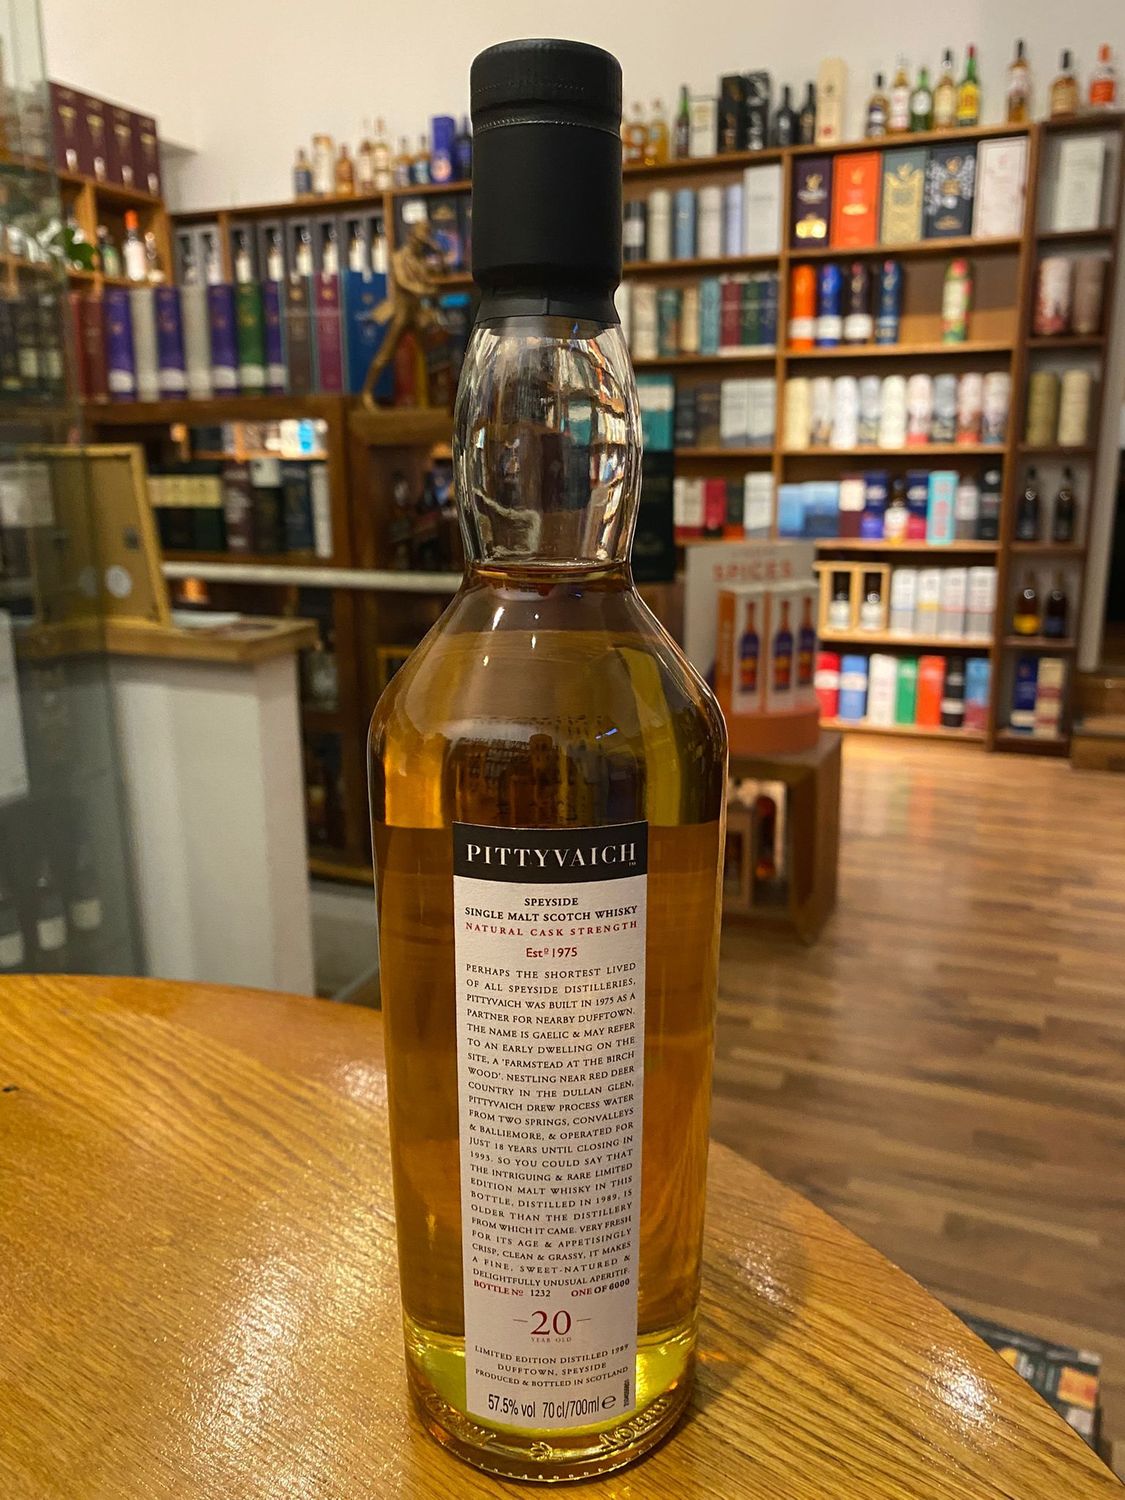 SPICES
PITTYVAICH
TM
SPEYSIDE
SINGLE MALT SCOTCH WHISKY
NATURAL CASK STRENGTH
Estº 1975
PERHAPS THE SHORTEST LIVED
OF ALL SPEYSIDE DISTILLERIES,
PITTYVAICH WAS BUILT IN 1975 AS A
PARTNER FOR NEARBY DUFFTOWN.
THE NAME IS GAELIC & MAY REFER
TO AN EARLY DWELLING ON THE
SITE, A 'FARMSTEAD AT THE BIRCH
WOOD'. NESTLING NEAR RED DEER
COUNTRY IN THE DULLAN GLEN,
PITTYVAICH DREW PROCESS WATER
FROM TWO SPRINGS, CONVALLEYS
& BALLIEMORE, & OPERATED FOR
JUST 18 YEARS UNTIL CLOSING IN
1993. SO YOU COULD SAY THAT
THE INTRIGUING & RARE LIMITED
EDITION MALT WHISKY IN THIS
BOTTLE, DISTILLED IN 1989, IS
OLDER THAN THE DISTILLERY
FROM WHICH IT CAME. VERY FRESH
FOR ITS AGE & APPETISINGLY
CRISP, CLEAN & GRASSY, IT MAKES
A FINE, SWEET-NATURED &
DELIGHTFULLY UNUSUAL APERITIF.
BOTTLE Nº 1232 ONE OF 6000
-20-
YEAR OLD
LIMITED EDITION DISTILLED 1989
DUFFTOWN, SPEYSIDE
PRODUCED & BOTTLED IN SCOTLAND
57.5% vol 70 cl/700ml ℮